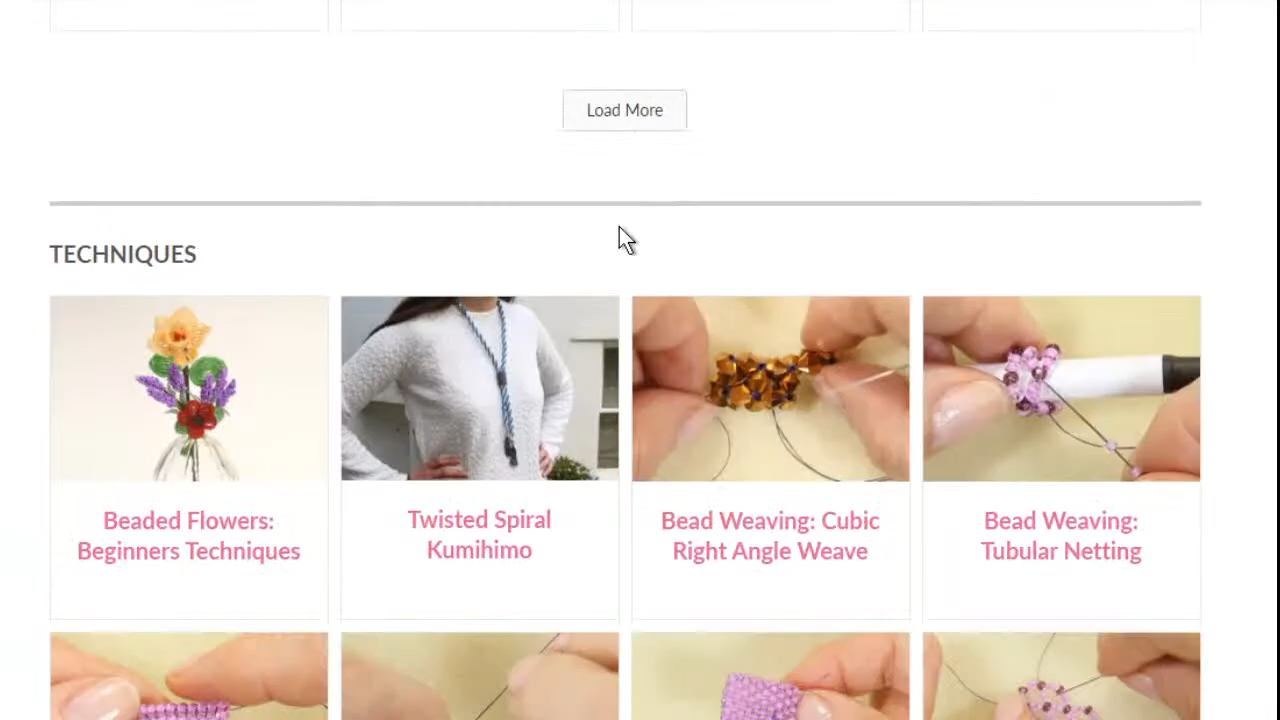 Load More
TECHNIQUES
Beaded Flowers:
Beginners Techniques
Twisted Spiral
Kumihimo
Bead Weaving: Cubic
Right Angle Weave
Bead Weaving:
Tubular Netting